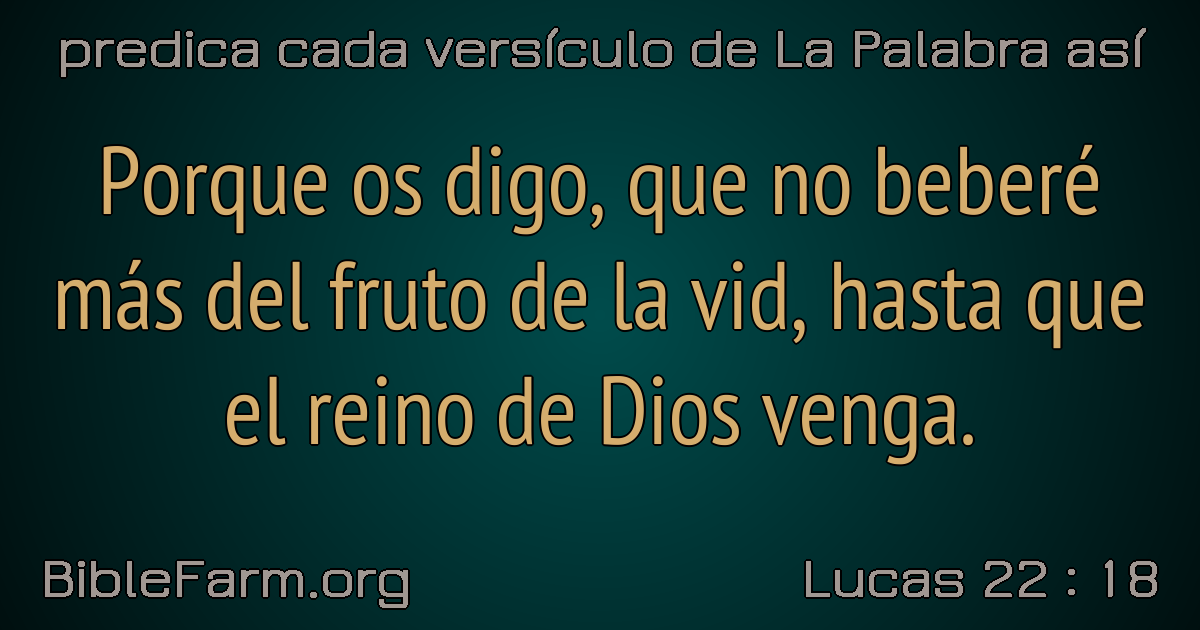 predica cada versículo de La Palabra así
Porque os digo, que no beberé
más del fruto de la vid, hasta que
el reino de Dios venga.
BibleFarm.org
Lucas 22 : 18